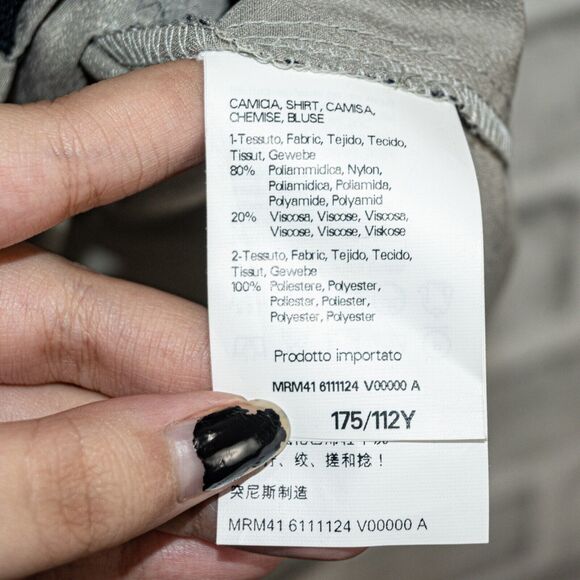 CAMICIA, SHIRT, CAMISA,
CHEMISE, BLUSE
1-Tessuto, Fabric, Tejido, Tecido,
Tissut, Gewebe
80% Poliammidica, Nylon,
Poliamidica, Poliamida,
Polyamide, Polyamid
20% Viscosa, Viscose, Viscosa,
Viscose, Viscose, Viskose
2-Tessuto, Fabric, Tejido, Tecido,
Tissut, Gewebe
100% Poliestere, Polyester,
Poliester, Poliester,
Polyester, Polyester
Prodotto importato
MRM41 6111124 V00000 A
175/112Y
、绞、搓和捻！
突尼斯制造
MRM41 6111124 V00000 A